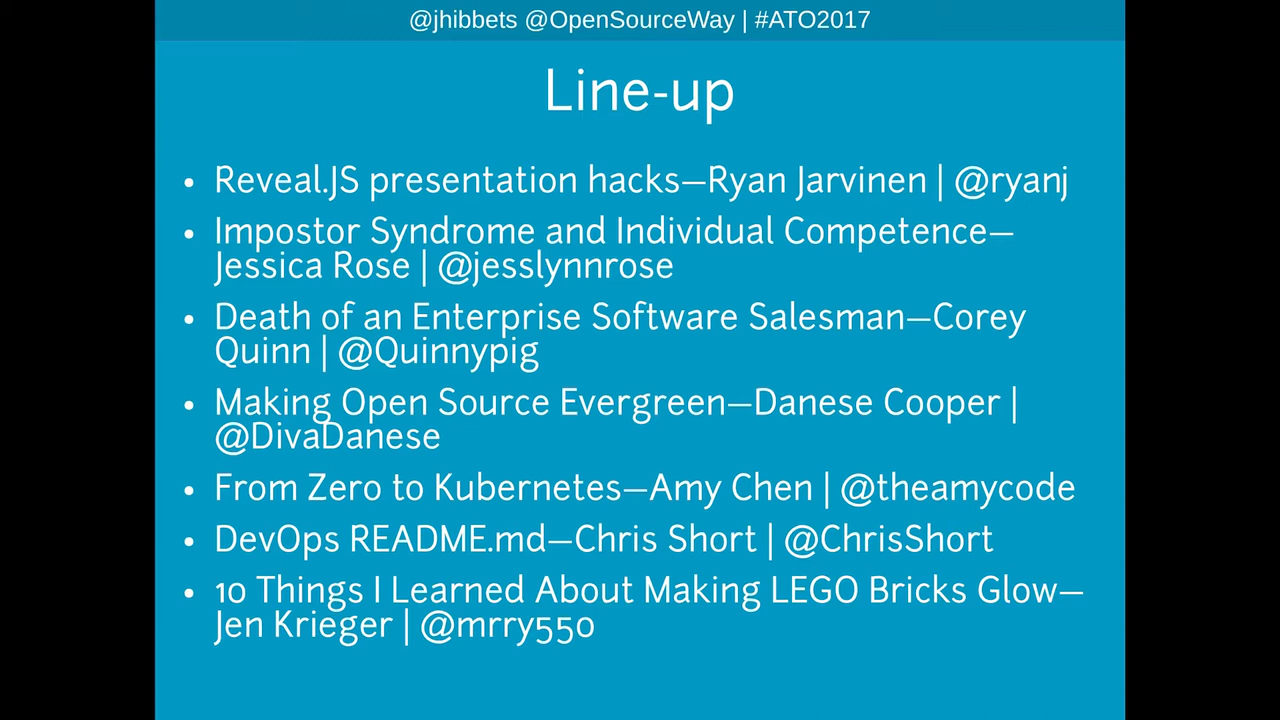 @jhibbets @OpenSourceWay | #ATO2017
Line-up
• Reveal.JS presentation hacks—Ryan Jarvinen | @ryanj
• Impostor Syndrome and Individual Competence—
Jessica Rose | @jesslynnrose
• Death of an Enterprise Software Salesman—Corey
Quinn | @Quinnypig
• Making Open Source Evergreen—Danese Cooper |
@DivaDanese
• From Zero to Kubernetes—Amy Chen | @theamycode
• DevOps README.md—Chris Short | @ChrisShort
• 10 Things I Learned About Making LEGO Bricks Glow—
Jen Krieger | @mrry550